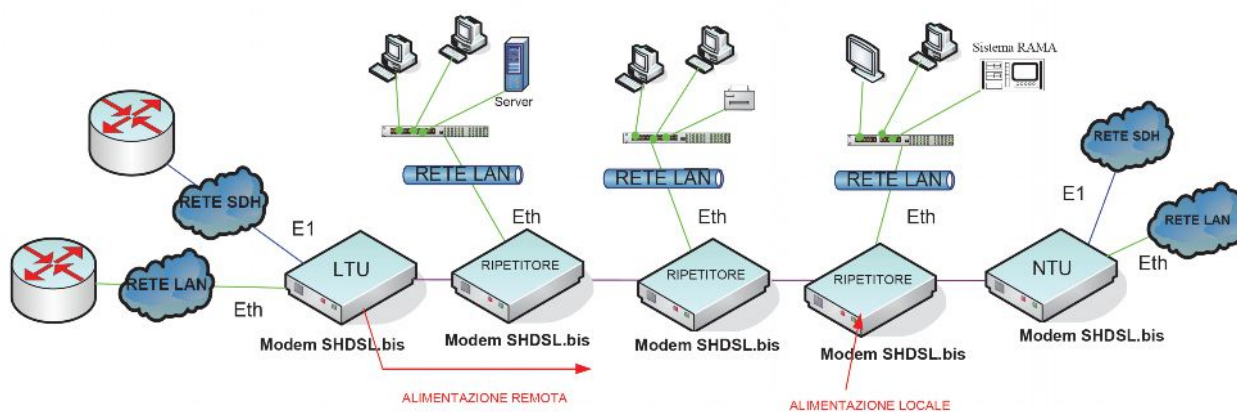 Sistema RAMA
Server
RETE LAN
RETE LAN
RETE LAN
RETE SDH
RETE SDH
RETE LAN
RETE LAN
E1
Eth
Eth
Eth
E1
Eth
Eth
LTU
RIPETITORE
RIPETITORE
RIPETITORE
NTU
Modem SHDSL.bis
Modem SHDSL.bis
Modem SHDSL.bis
Modem SHDSL.bis
Modem SHDSL.bis
ALIMENTAZIONE REMOTA
ALIMENTAZIONE LOCALE